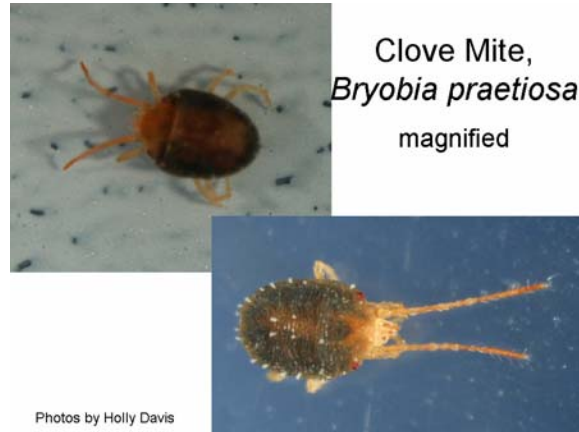 Clove Mite,
Bryobia praetiosa
magnified
Photos by Holly Davis